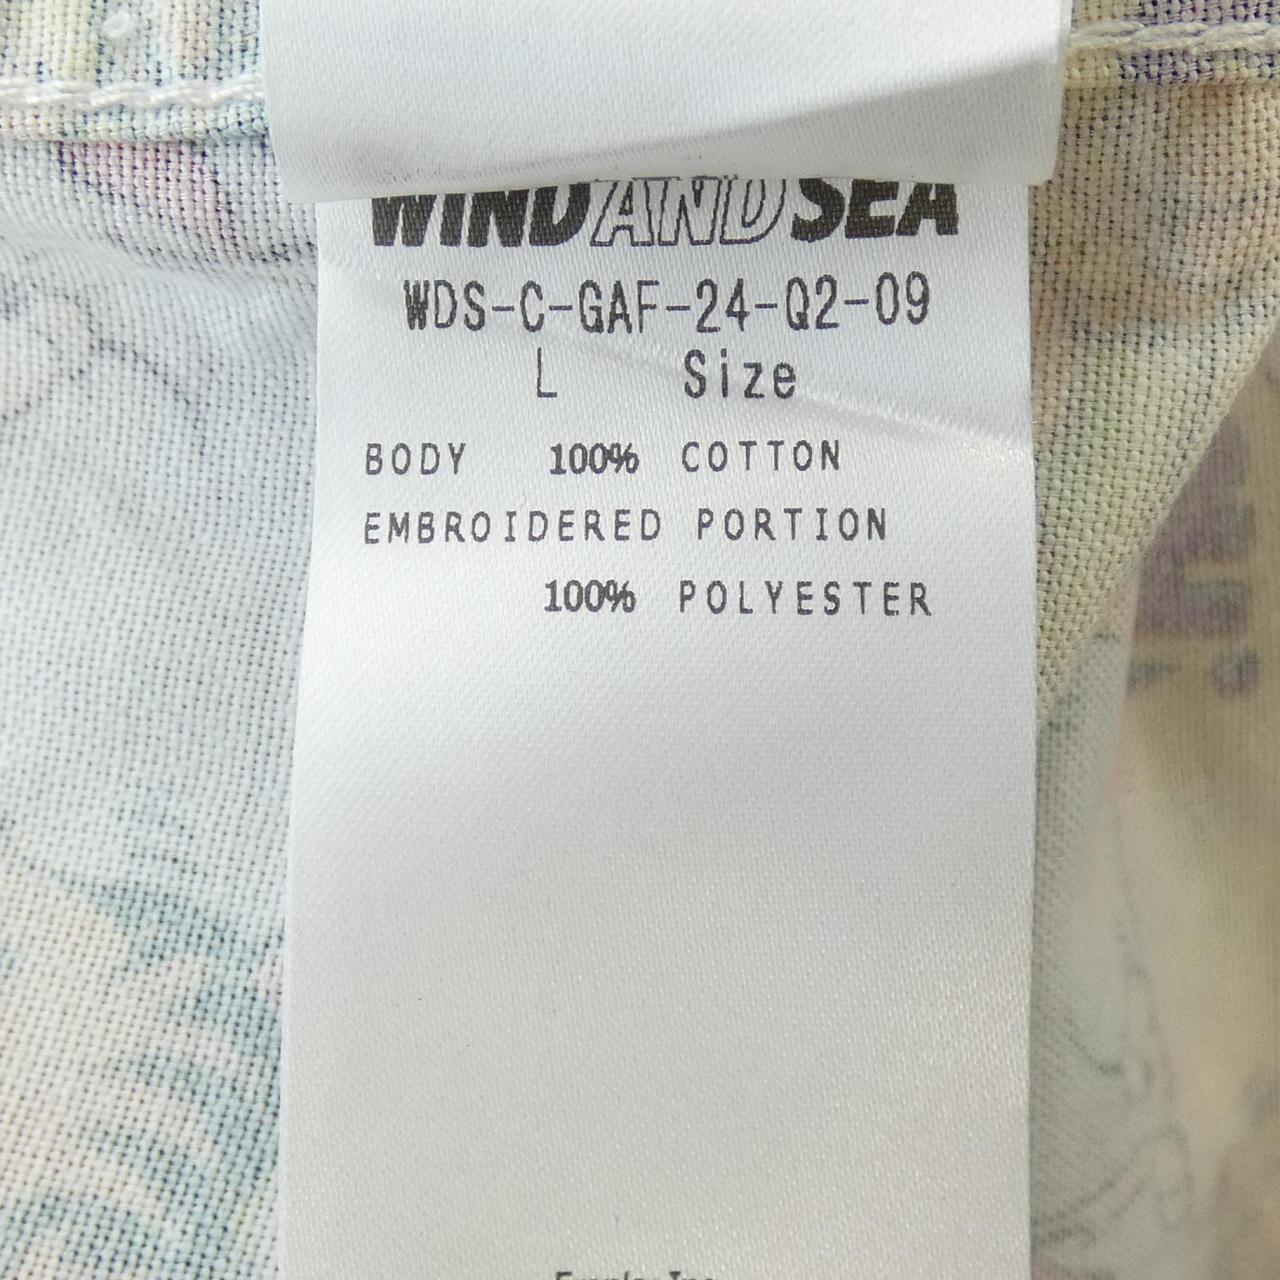 WINDANDSEA
WDS-C-GAF-24-Q2-09
L Size
BODY 100% COTTON
EMBROIDERED PORTION
100% POLYESTER